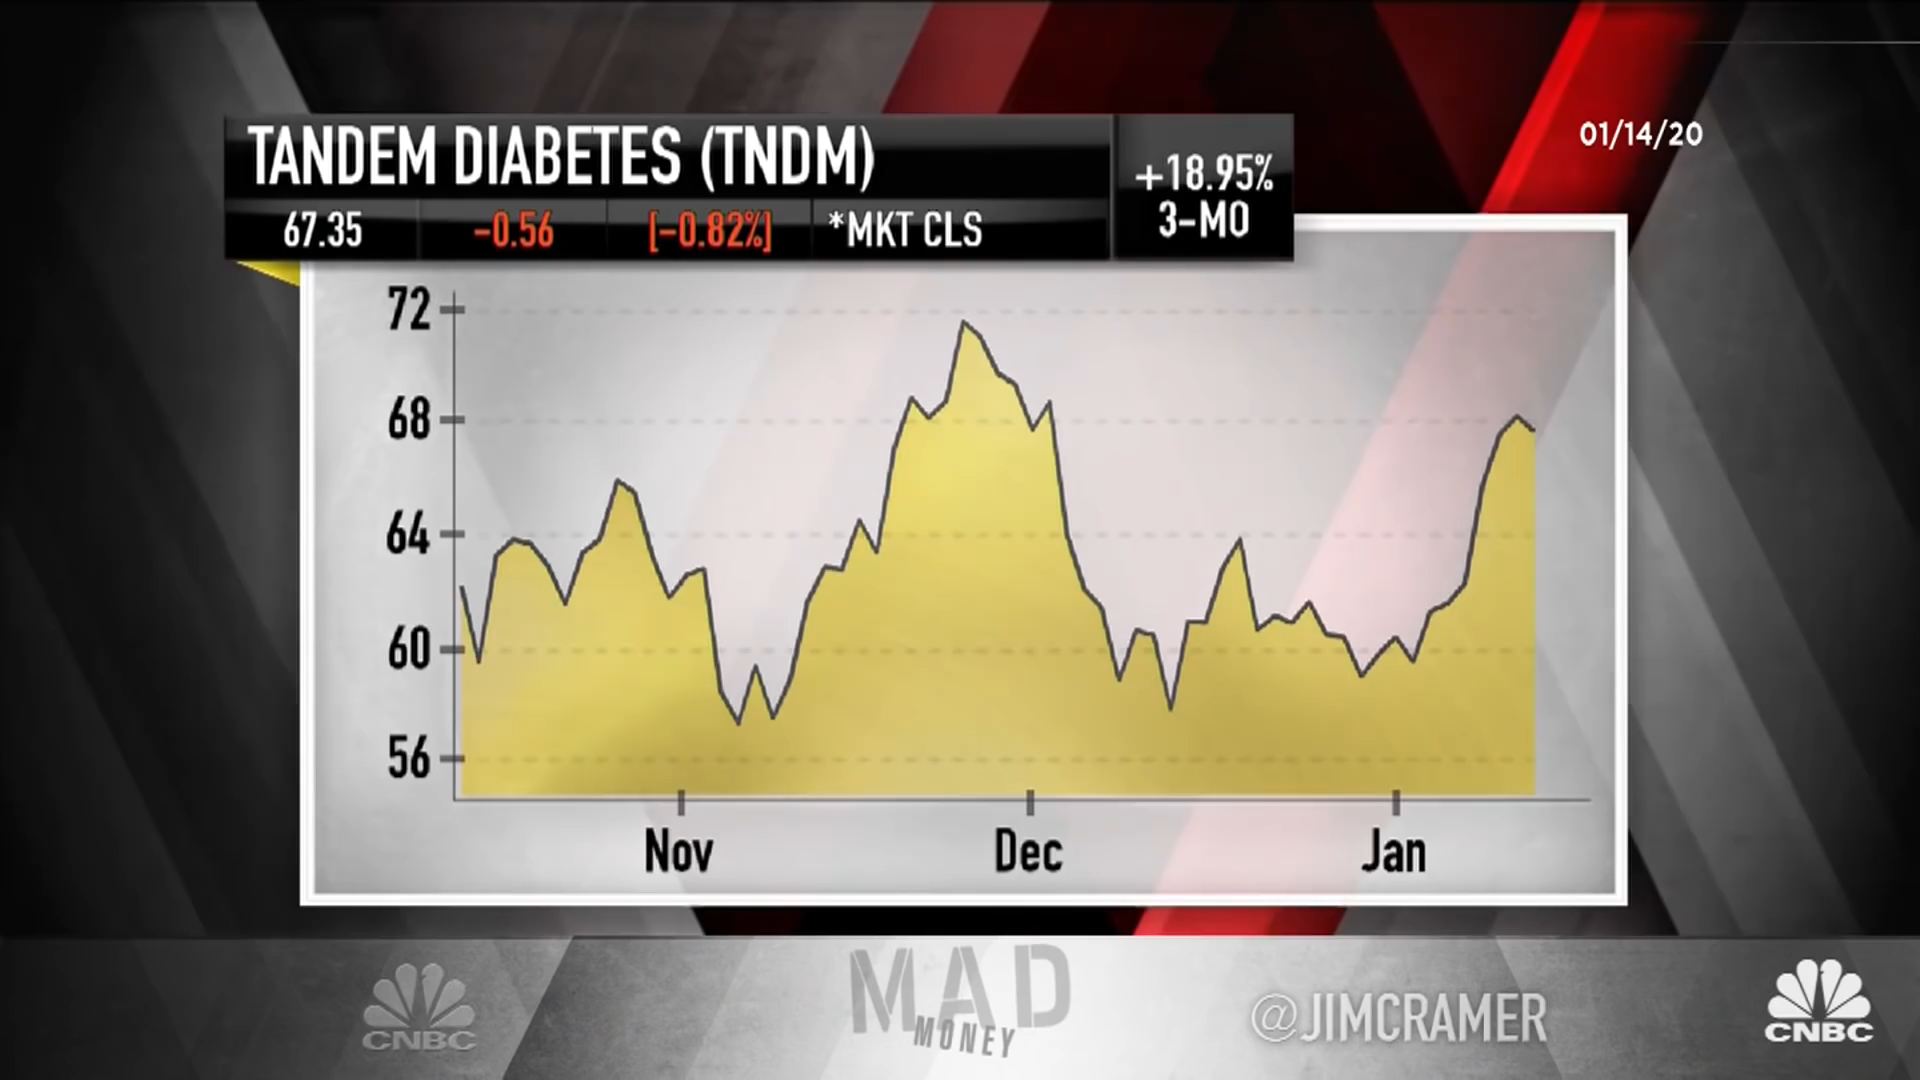 TANDEM DIABETES (TNDM)
67.35 -0.56 [-0.82%] *MKT CLS
+18.95%
3-MO
01/14/20
72
68
64
60
56
Nov Dec Jan
CNBC
MAD
MONEY
@JIMCRAMER
CNBC